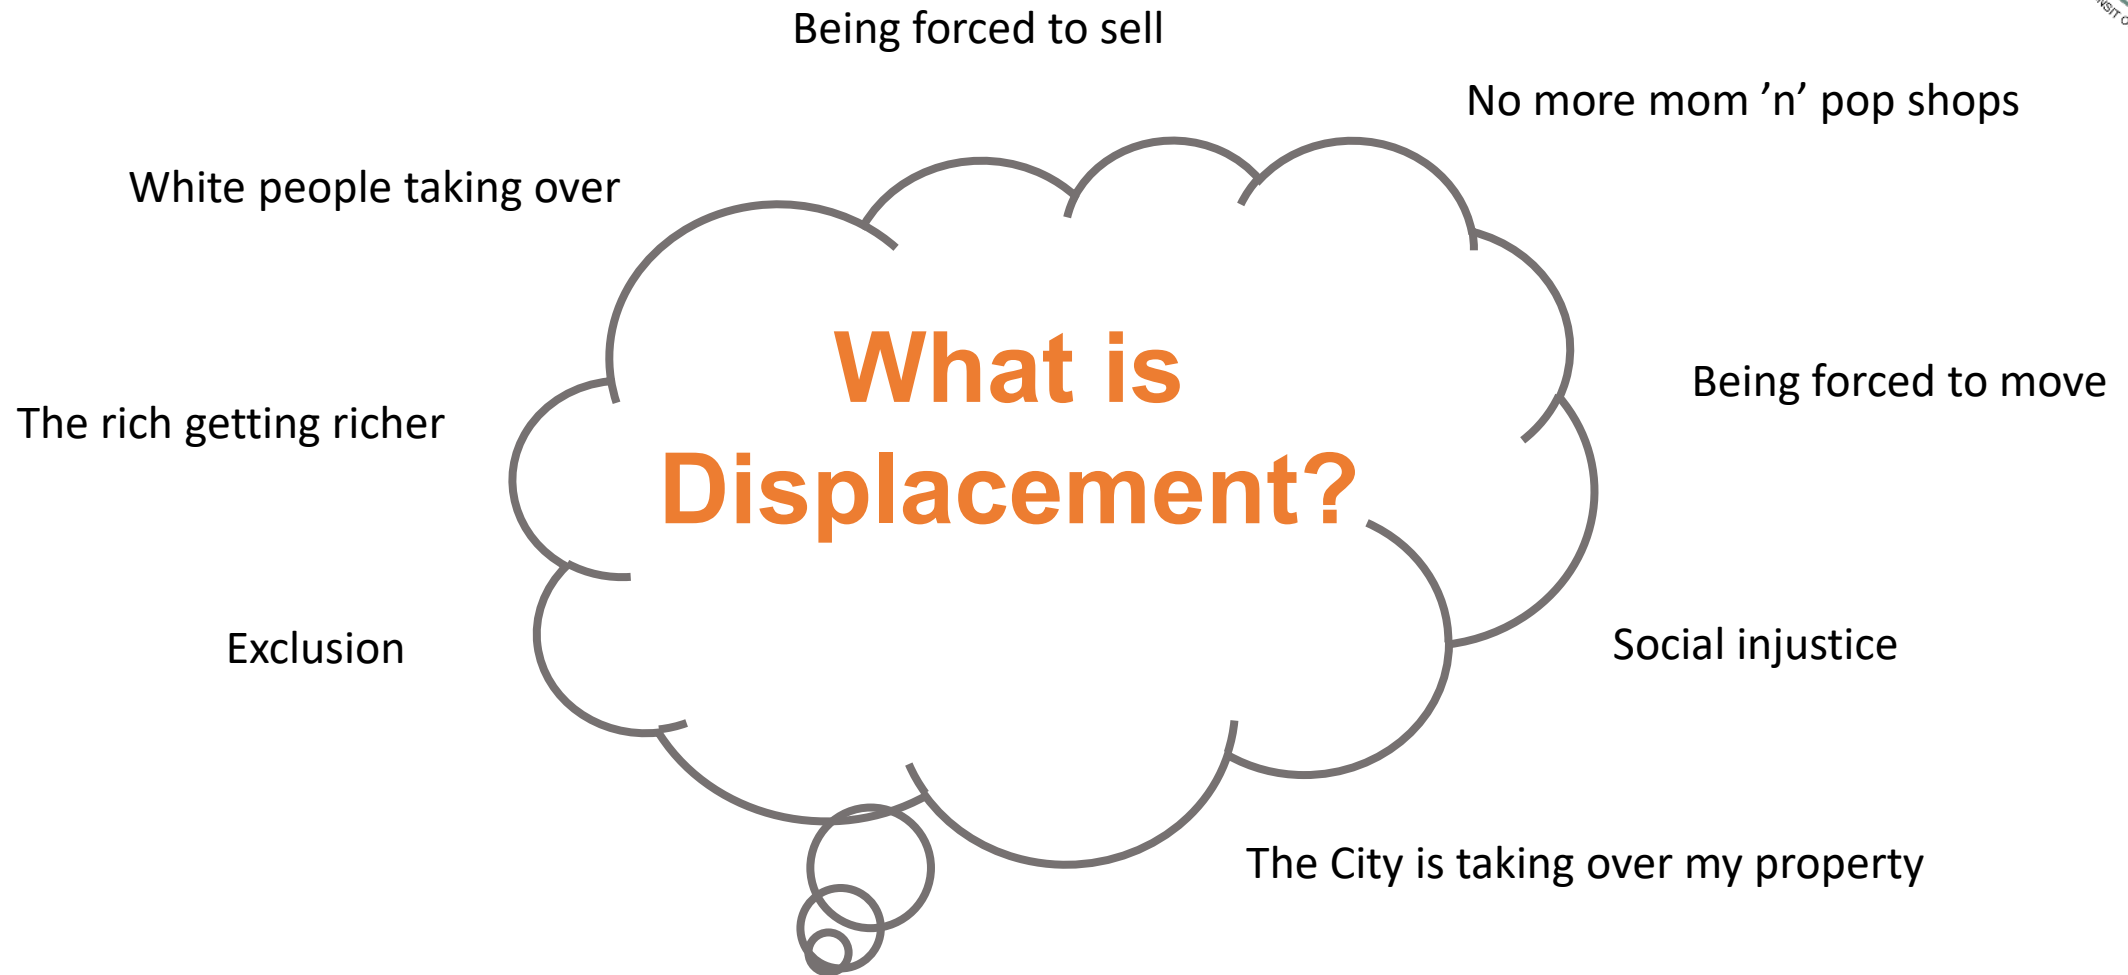 Being forced to sell
No more mom ’n’ pop shops
White people taking over
What is
Displacement?
Being forced to move
The rich getting richer
Exclusion
Social injustice
The City is taking over my property